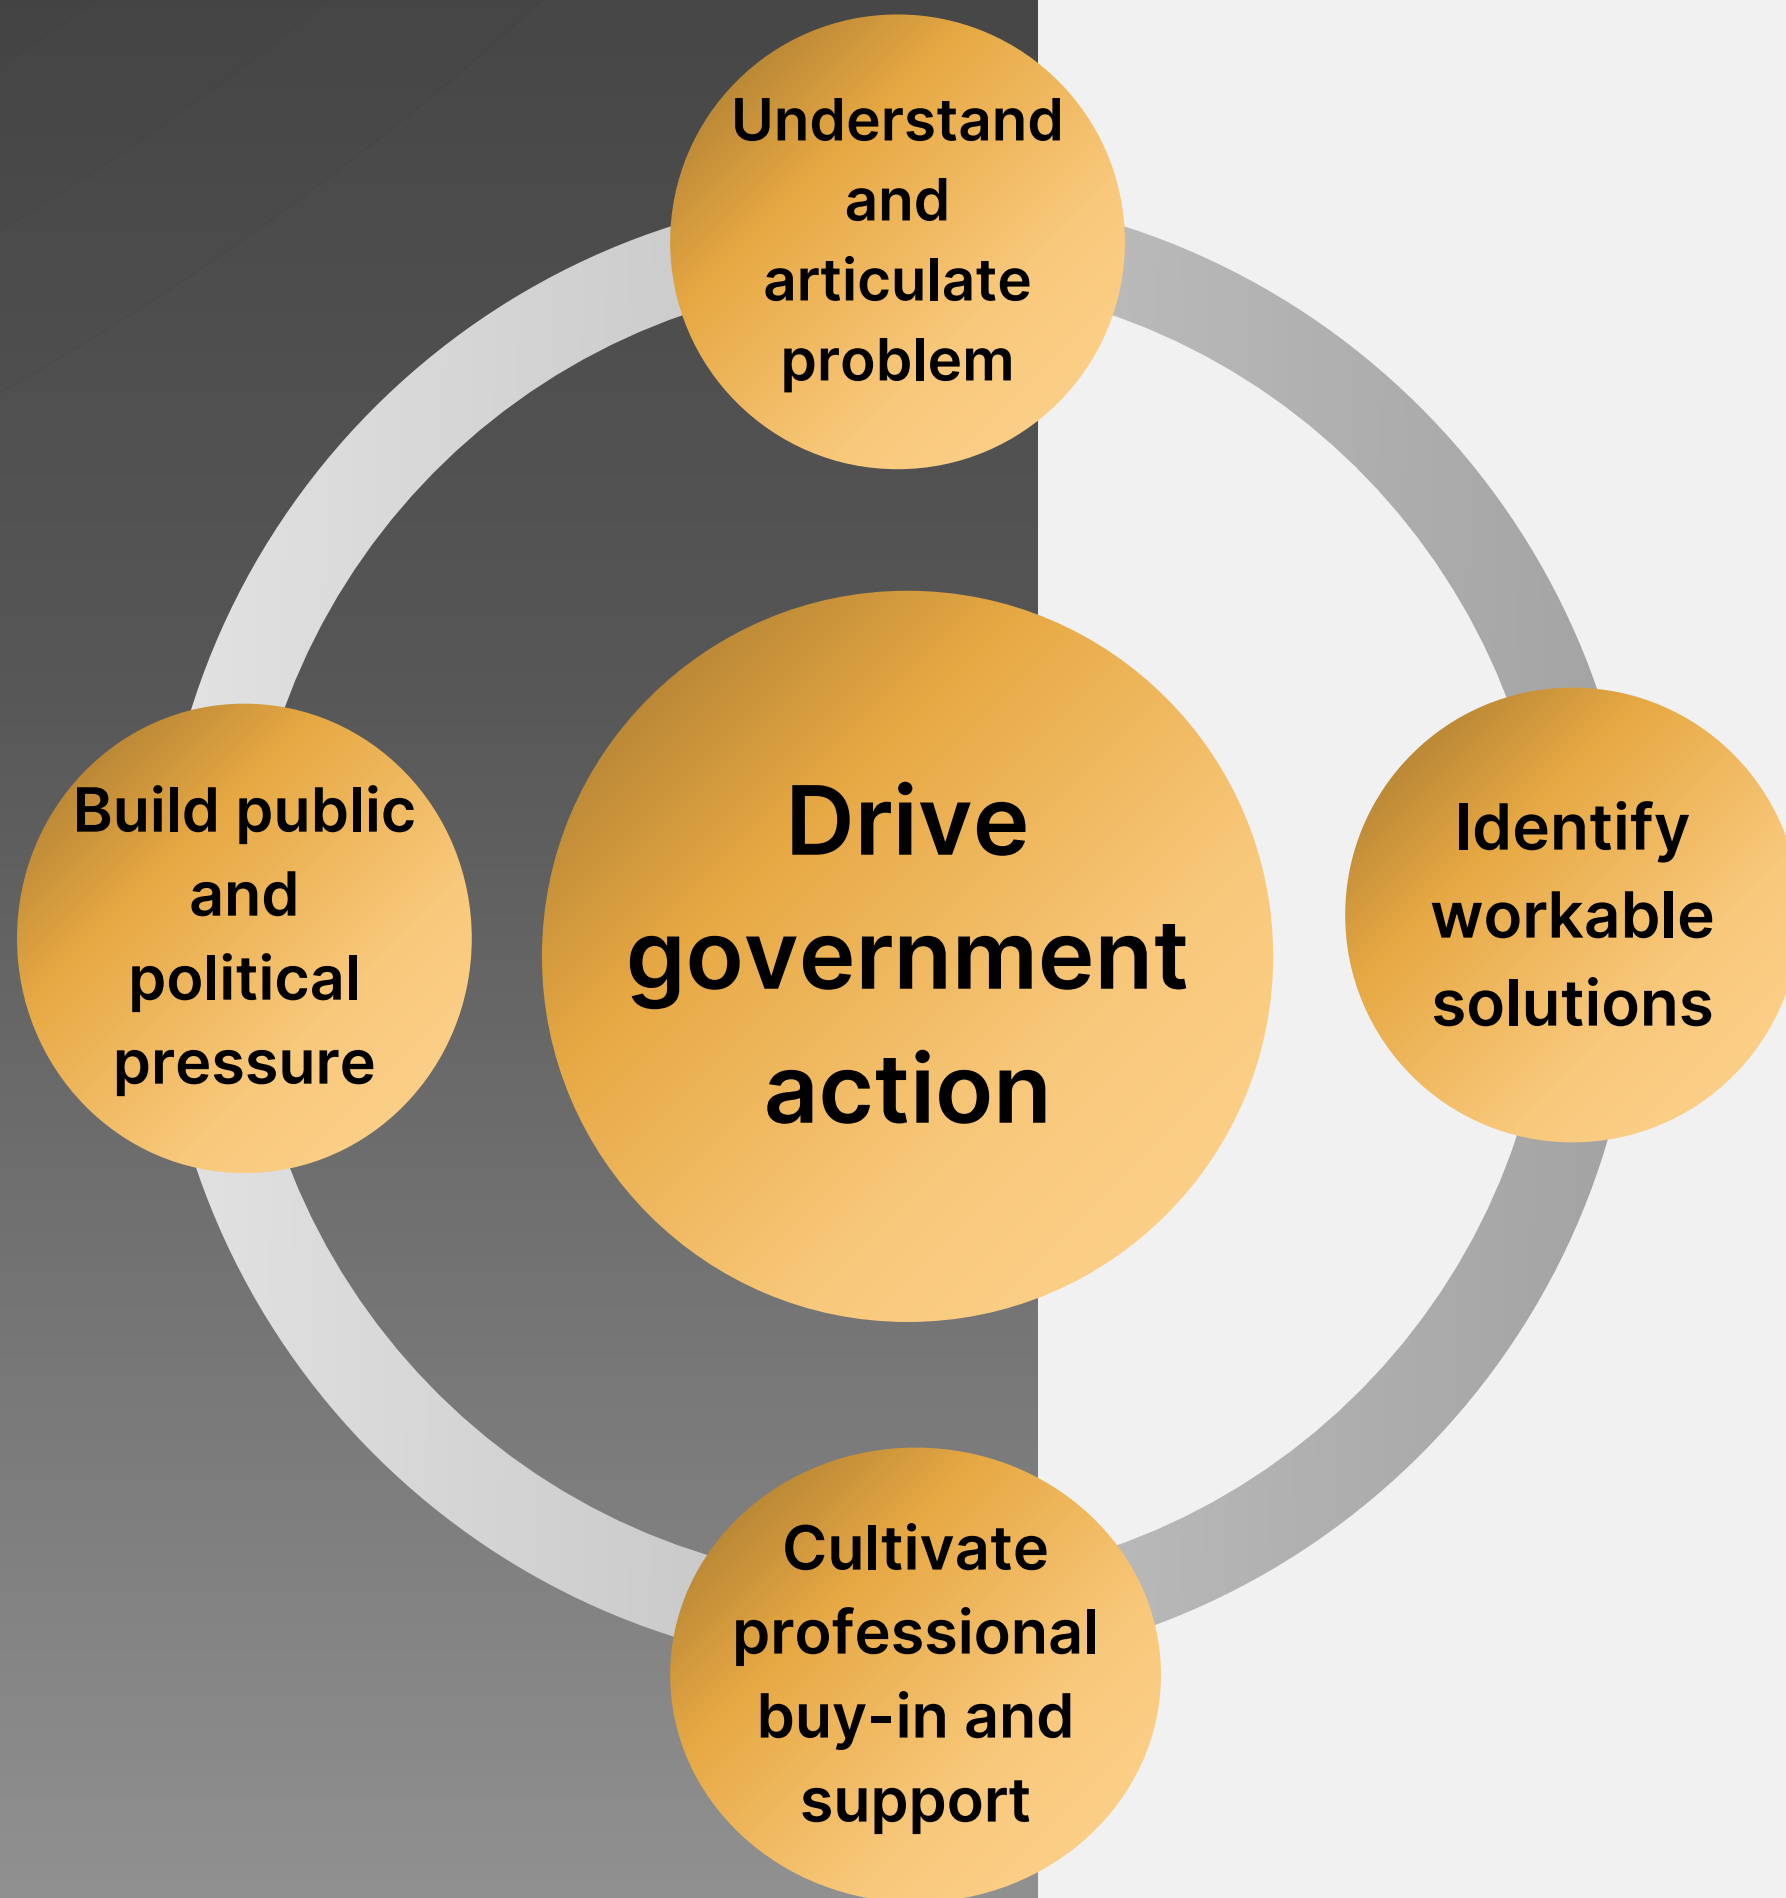 Understand
and
articulate
problem
Build public
and
political
pressure
Drive
government
action
Identify
workable
solutions
Cultivate
professional
buy-in and
support